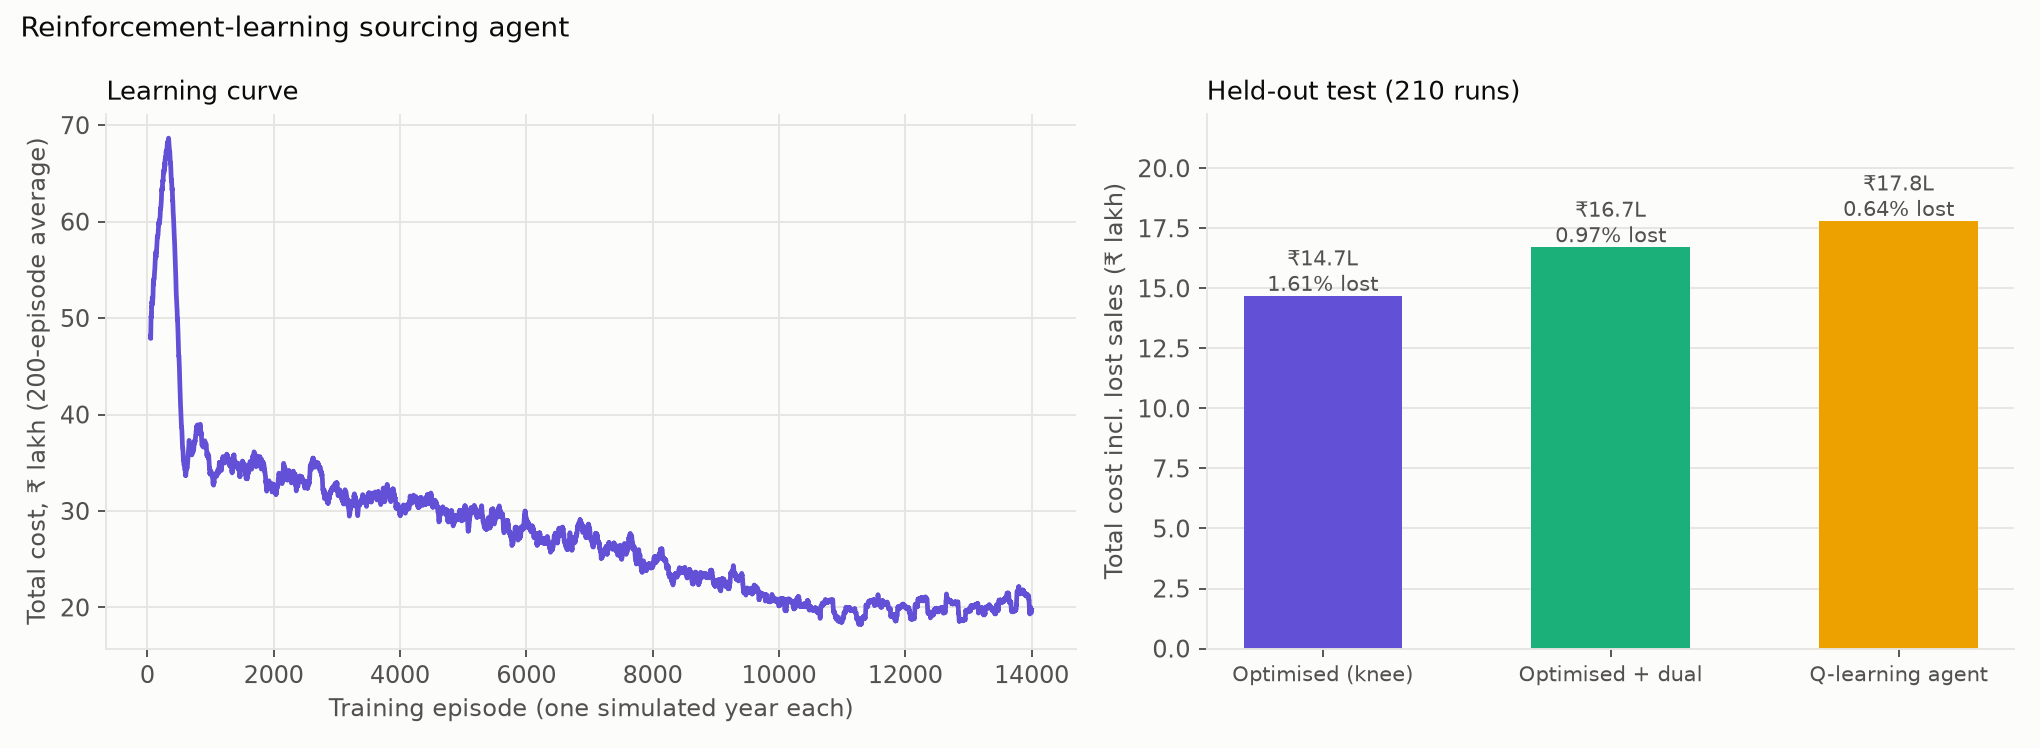 Reinforcement-learning sourcing agent
Learning curve
Total cost, ₹ lakh (200-episode average)
70
60
50
40
30
20
0
2000
4000
6000
8000
10000
12000
14000
Training episode (one simulated year each)
Held-out test (210 runs)
Total cost incl. lost sales (₹ lakh)
20.0
17.5
15.0
12.5
10.0
7.5
5.0
2.5
0.0
₹14.7L
1.61% lost
₹16.7L
0.97% lost
₹17.8L
0.64% lost
Optimised (knee)
Optimised + dual
Q-learning agent